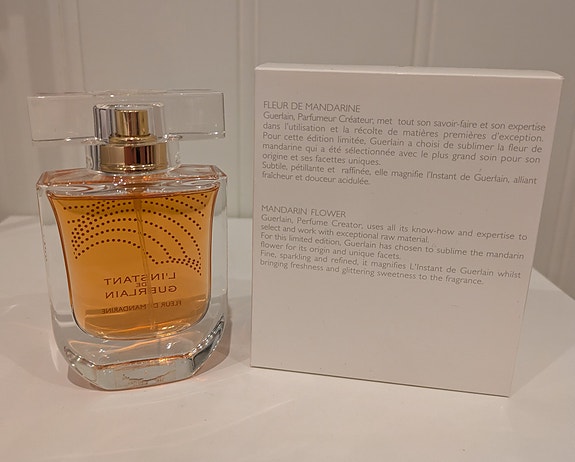 L'INSTANT
DE
GUERLAIN
FLEUR DE MANDARINE
FLEUR DE MANDARINE
Guerlain, Parfumeur Créateur, met tout son savoir-faire et son expertise
dans l'utilisation et la récolte de matières premières d'exception.
Pour cette édition limitée, Guerlain a choisi de sublimer la fleur de
mandarine qui a été sélectionnée avec le plus grand soin pour son
origine et ses facettes uniques.
Subtile, pétillante et raffinée, elle magnifie l'Instant de Guerlain, alliant
fraîcheur et douceur acidulée.
MANDARIN FLOWER
Guerlain, Perfume Creator, uses all its know-how and expertise to
select and work with exceptional raw material.
For this limited edition, Guerlain has chosen to sublime the mandarin
flower for its origin and unique facets.
Fine, sparkling and refined, it magnifies L'Instant de Guerlain whilst
bringing freshness and glittering sweetness to the fragrance.